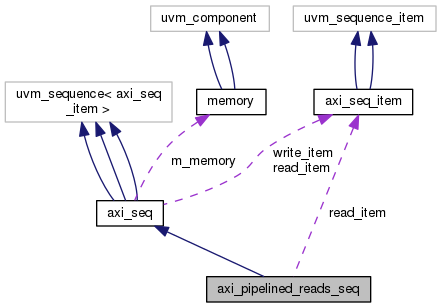 uvm_component
uvm_sequence_item
uvm_sequence< axi_seq
_item >
memory
axi_seq_item
m_memory
write_item
read_item
axi_seq
read_item
axi_pipelined_reads_seq